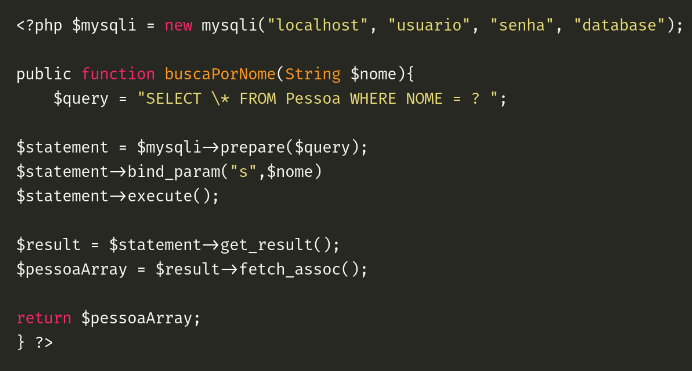 <?php $mysqli = new mysqli("localhost", "usuario", "senha", "database");
public function buscaPorNome(String $nome){
$query = "SELECT \* FROM Pessoa WHERE NOME = ? ";
$statement = $mysqli->prepare($query);
$statement->bind_param("s",$nome)
$statement->execute();
$result = $statement->get_result();
$pessoaArray = $result->fetch_assoc();
return $pessoaArray;
} ?>